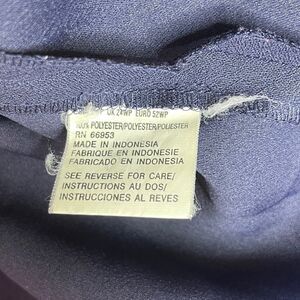 UK 24WP EURO 52WP
100% POLYESTER/POLYESTER/POLIESTER
RN 66953
MADE IN INDONESIA
FABRIQUE EN INDONESIE
FABRICADO EN INDONESIA
SEE REVERSE FOR CARE/
INSTRUCTIONS AU DOS/
INSTRUCCIONES AL REVES